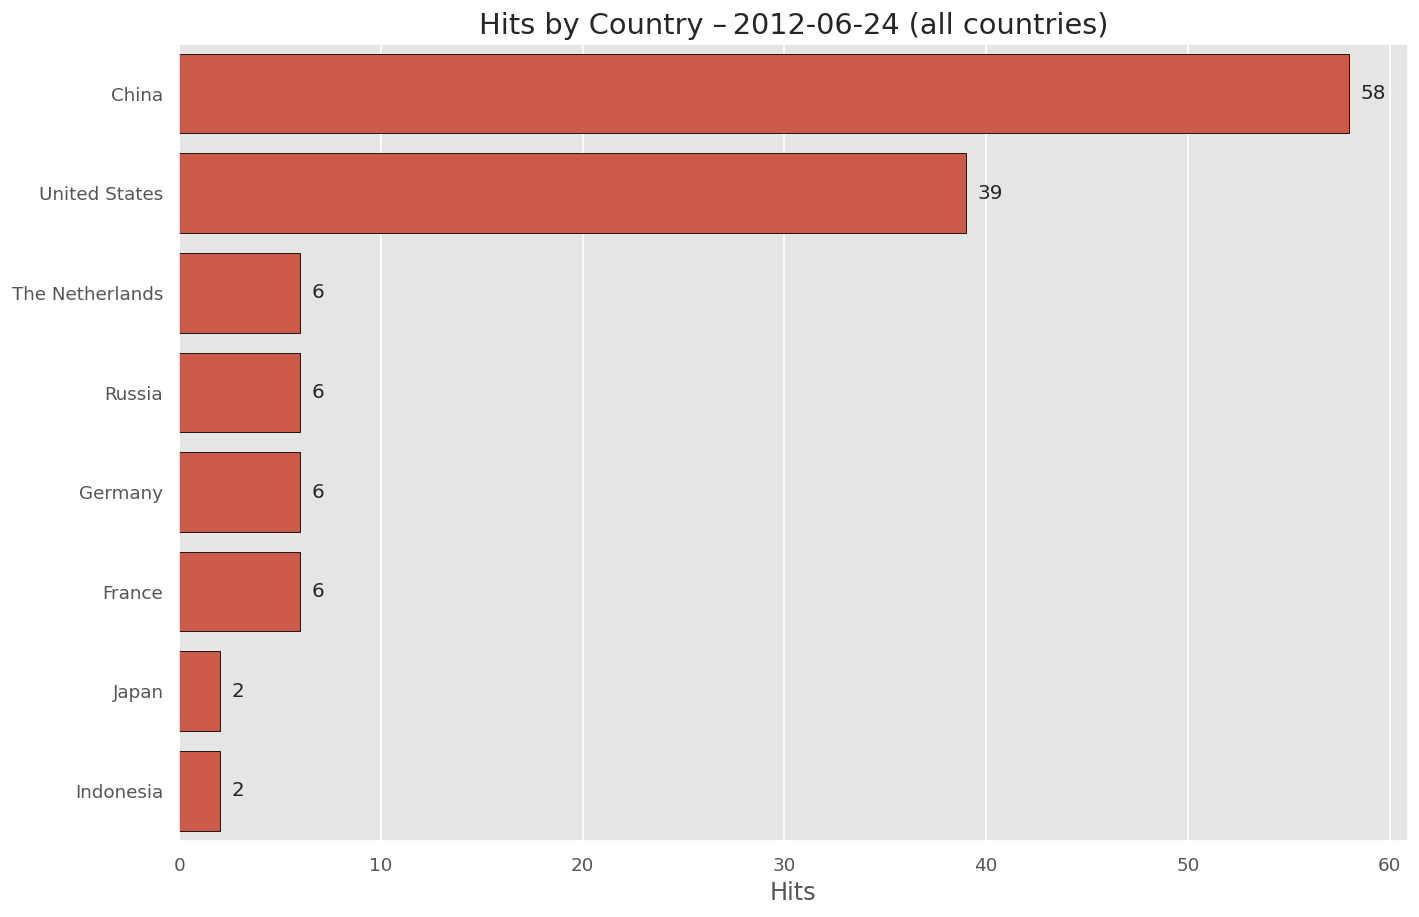 Hits by Country – 2012-06-24 (all countries)
China 58
United States 39
The Netherlands 6
Russia 6
Germany 6
France 6
Japan 2
Indonesia 2
0 10 20 30 40 50 60
Hits